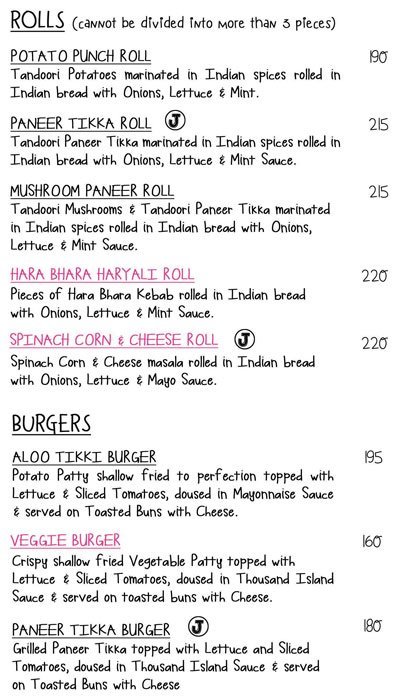 ROLLS (cannot be divided into more than 3 pieces)
POTATO PUNCH ROLL 190
Tandoori Potatoes marinated in Indian spices rolled in
Indian bread with Onions, Lettuce & Mint.
PANEER TIKKA ROLL J 215
Tandoori Paneer Tikka marinated in Indian spices rolled in
Indian bread with Onions, Lettuce & Mint Sauce.
MUSHROOM PANEER ROLL 215
Tandoori Mushrooms & Tandoori Paneer Tikka marinated
in Indian spices rolled in Indian bread with Onions,
Lettuce & Mint Sauce.
HARA BHARA HARYALI ROLL 220
Pieces of Hara Bhara Kebab rolled in Indian bread
with Onions, Lettuce & Mint Sauce.
SPINACH CORN & CHEESE ROLL J 220
Spinach Corn & Cheese masala rolled in Indian bread
with Onions, Lettuce & Mayo Sauce.
BURGERS
ALOO TIKKI BURGER 195
Potato Patty shallow fried to perfection topped with
Lettuce & Sliced Tomatoes, doused in Mayonnaise Sauce
& served on Toasted Buns with Cheese.
VEGGIE BURGER 160
Crispy shallow fried Vegetable Patty topped with
Lettuce & Sliced Tomatoes, doused in Thousand Island
Sauce & served on toasted buns with Cheese.
PANEER TIKKA BURGER J 180
Grilled Paneer Tikka topped with Lettuce and Sliced
Tomatoes, doused in Thousand Island Sauce & served
on Toasted Buns with Cheese